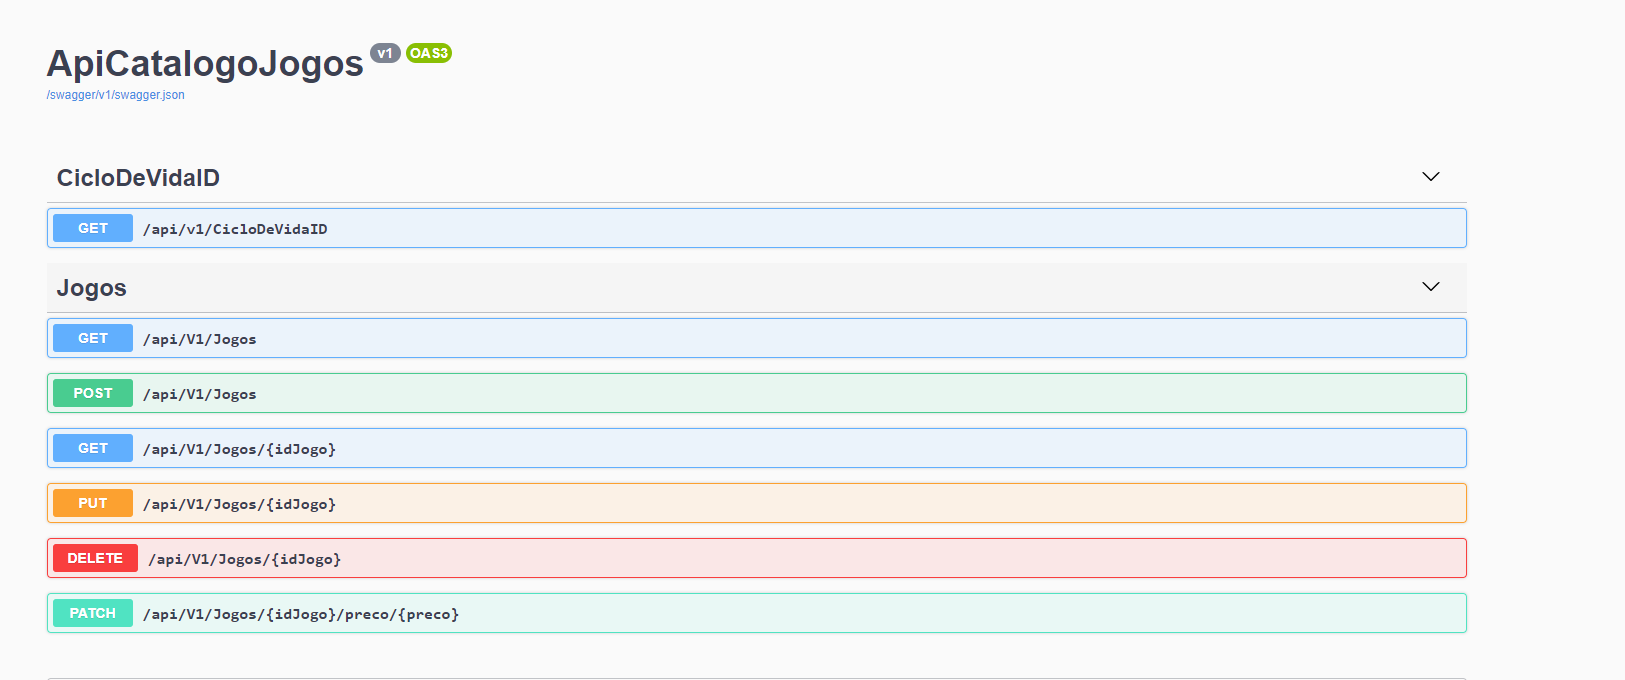 ApiCatalogoJogos v1 OAS3
/swagger/v1/swagger.json
CicloDeVidaID
GET /api/v1/CicloDeVidaID
Jogos
GET /api/V1/Jogos
POST /api/V1/Jogos
GET /api/V1/Jogos/{idJogo}
PUT /api/V1/Jogos/{idJogo}
DELETE /api/V1/Jogos/{idJogo}
PATCH /api/V1/Jogos/{idJogo}/preco/{preco}